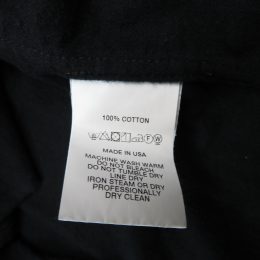 100% COTTON
MADE IN USA
MACHINE WASH WARM
DO NOT BLEACH
DO NOT TUMBLE DRY
LINE DRY
IRON STEAM OR DRY
PROFESSIONALLY
DRY CLEAN